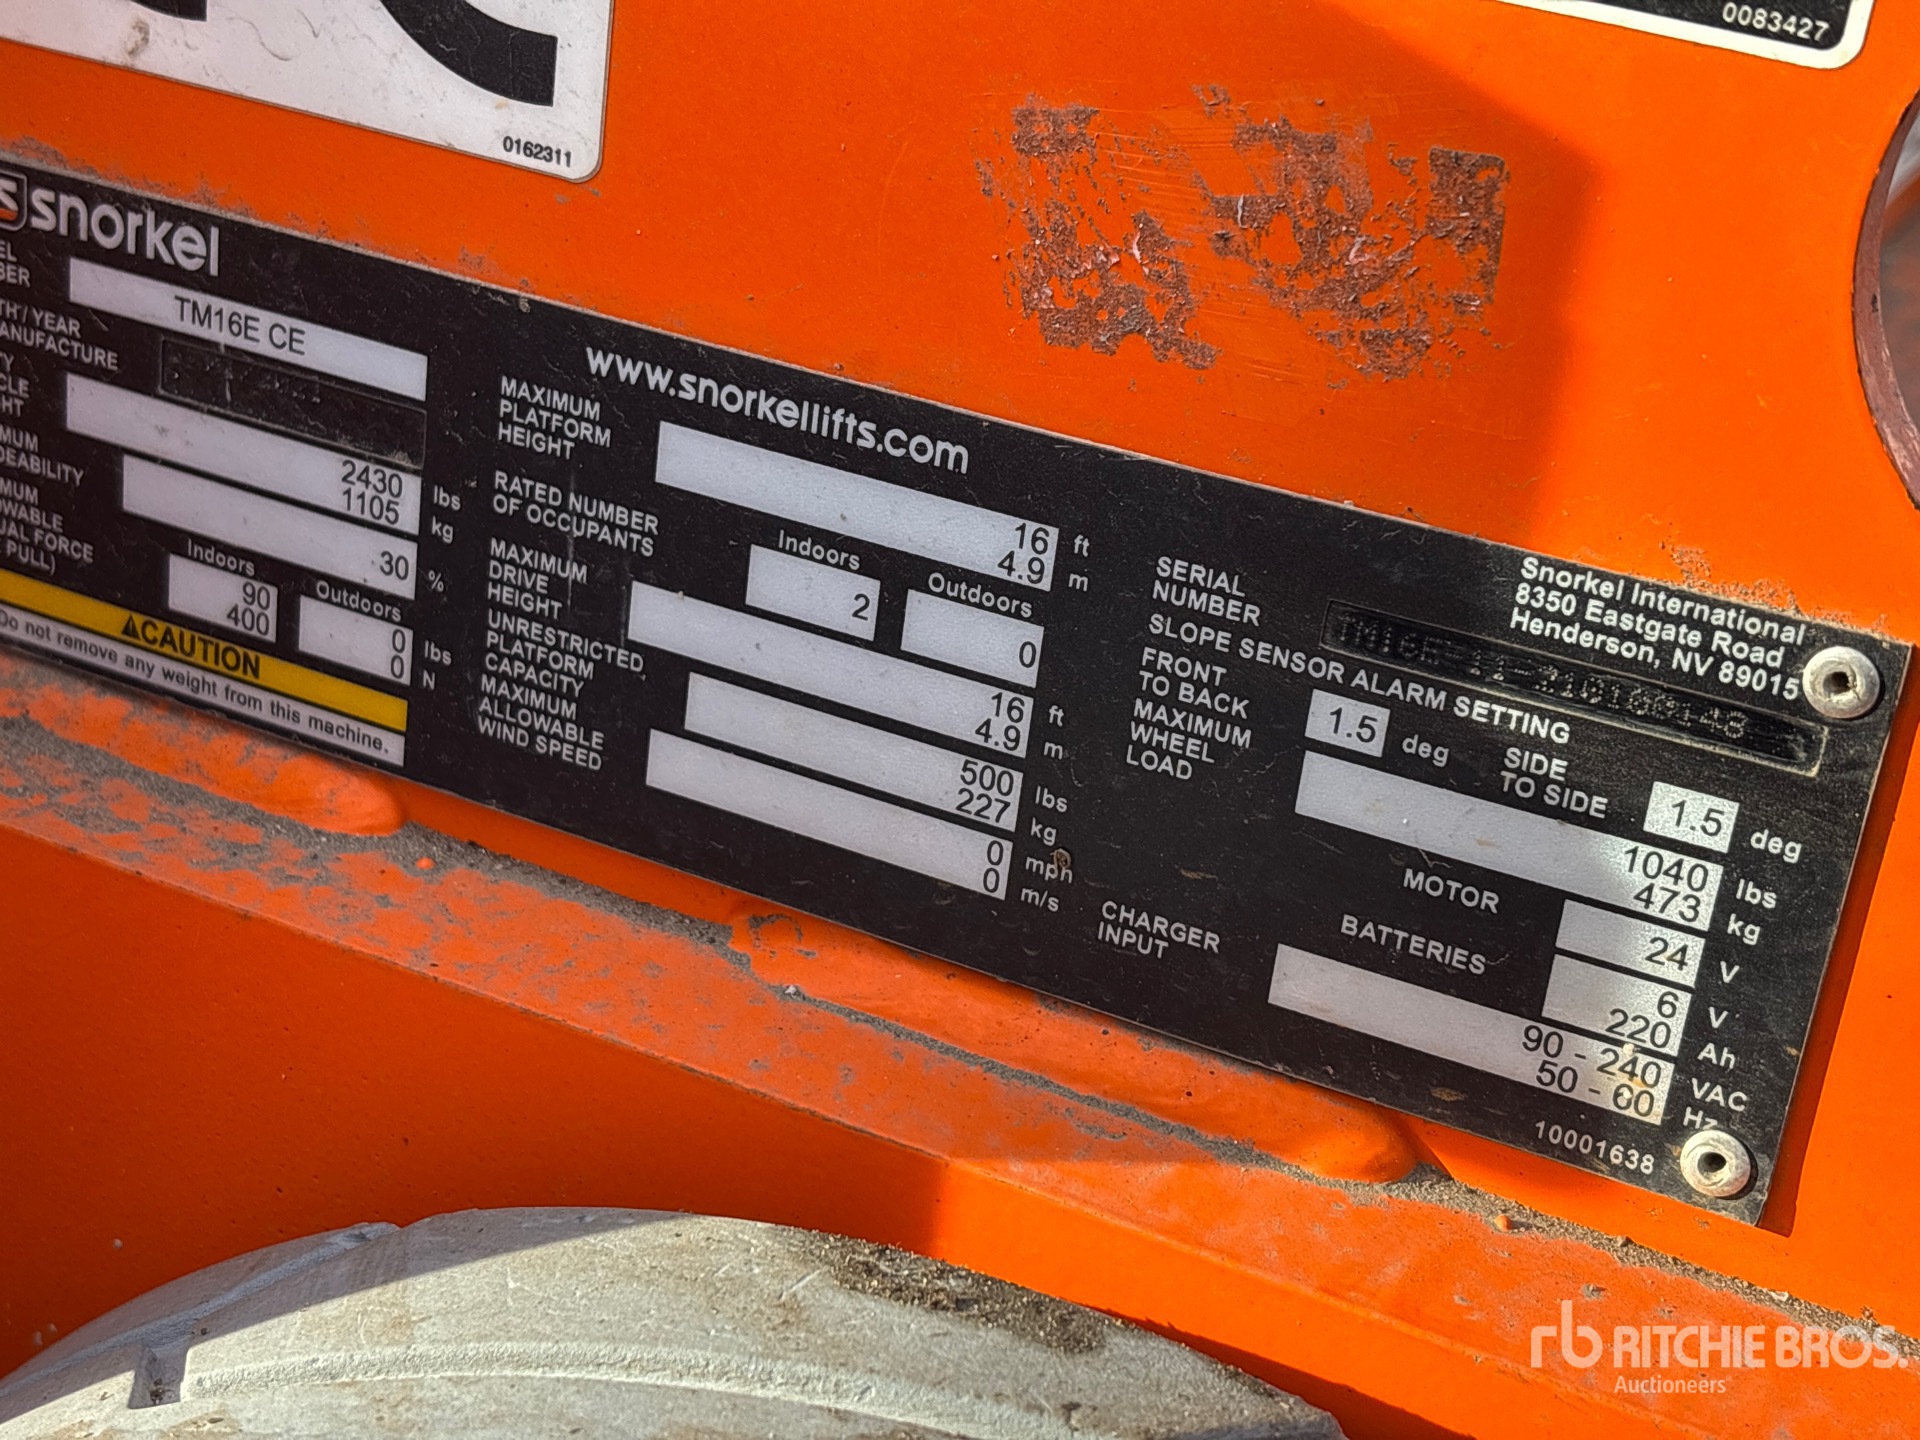 0083427
0162311
snorkel
TM16E CE
YEAR
2430 lbs
1105 kg
30 %
Indoors
Outdoors
90
0 lbs
400
0 N
FORCE
PULL)
CAUTION
Do not remove any weight from this machine.
www.snorkellifts.com
MAXIMUM
PLATFORM
HEIGHT
16 ft
4.9 m
RATED NUMBER
OF OCCUPANTS
Indoors
2
Outdoors
0
MAXIMUM
DRIVE
HEIGHT
16 ft
4.9 m
UNRESTRICTED
PLATFORM
CAPACITY
500 lbs
227 kg
MAXIMUM
ALLOWABLE
WIND SPEED
0 mph
0 m/s
Snorkel International
8350 Eastgate Road
Henderson, NV 89015
SERIAL
NUMBER
SLOPE SENSOR ALARM SETTING
FRONT
TO BACK
1.5 deg
SIDE
TO SIDE
1.5 deg
MAXIMUM
WHEEL
LOAD
1040 lbs
473 kg
MOTOR
24 V
BATTERIES
6 V
220 Ah
CHARGER
INPUT
90 - 240 VAC
50 - 60 Hz
10001638
rb RITCHIE BROS.
Auctioneers